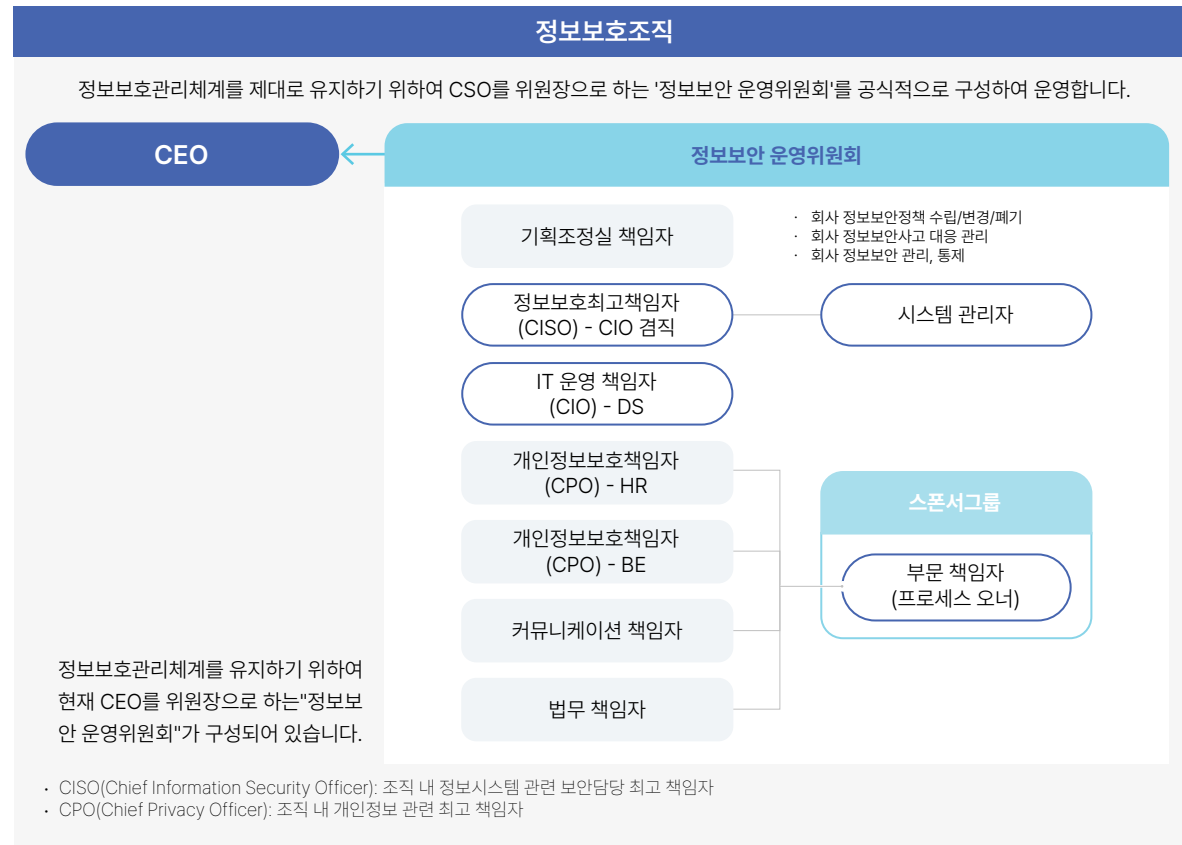 정보보호조직
정보보호관리체계를 제대로 유지하기 위하여 CSO를 위원장으로 하는 '정보보안 운영위원회'를 공식적으로 구성하여 운영합니다.
CEO
정보보안 운영위원회
기획조정실 책임자
· 회사 정보보안정책 수립/변경/폐기
· 회사 정보보안사고 대응 관리
· 회사 정보보안 관리, 통제
정보보호최고책임자
(CISO) - CIO 겸직
시스템 관리자
IT 운영 책임자
(CIO) - DS
개인정보보호책임자
(CPO) - HR
개인정보보호책임자
(CPO) - BE
커뮤니케이션 책임자
법무 책임자
스폰서그룹
부문 책임자
(프로세스 오너)
정보보호관리체계를 유지하기 위하여
현재 CEO를 위원장으로 하는"정보보
안 운영위원회"가 구성되어 있습니다.
· CISO(Chief Information Security Officer): 조직 내 정보시스템 관련 보안담당 최고 책임자
· CPO(Chief Privacy Officer): 조직 내 개인정보 관련 최고 책임자